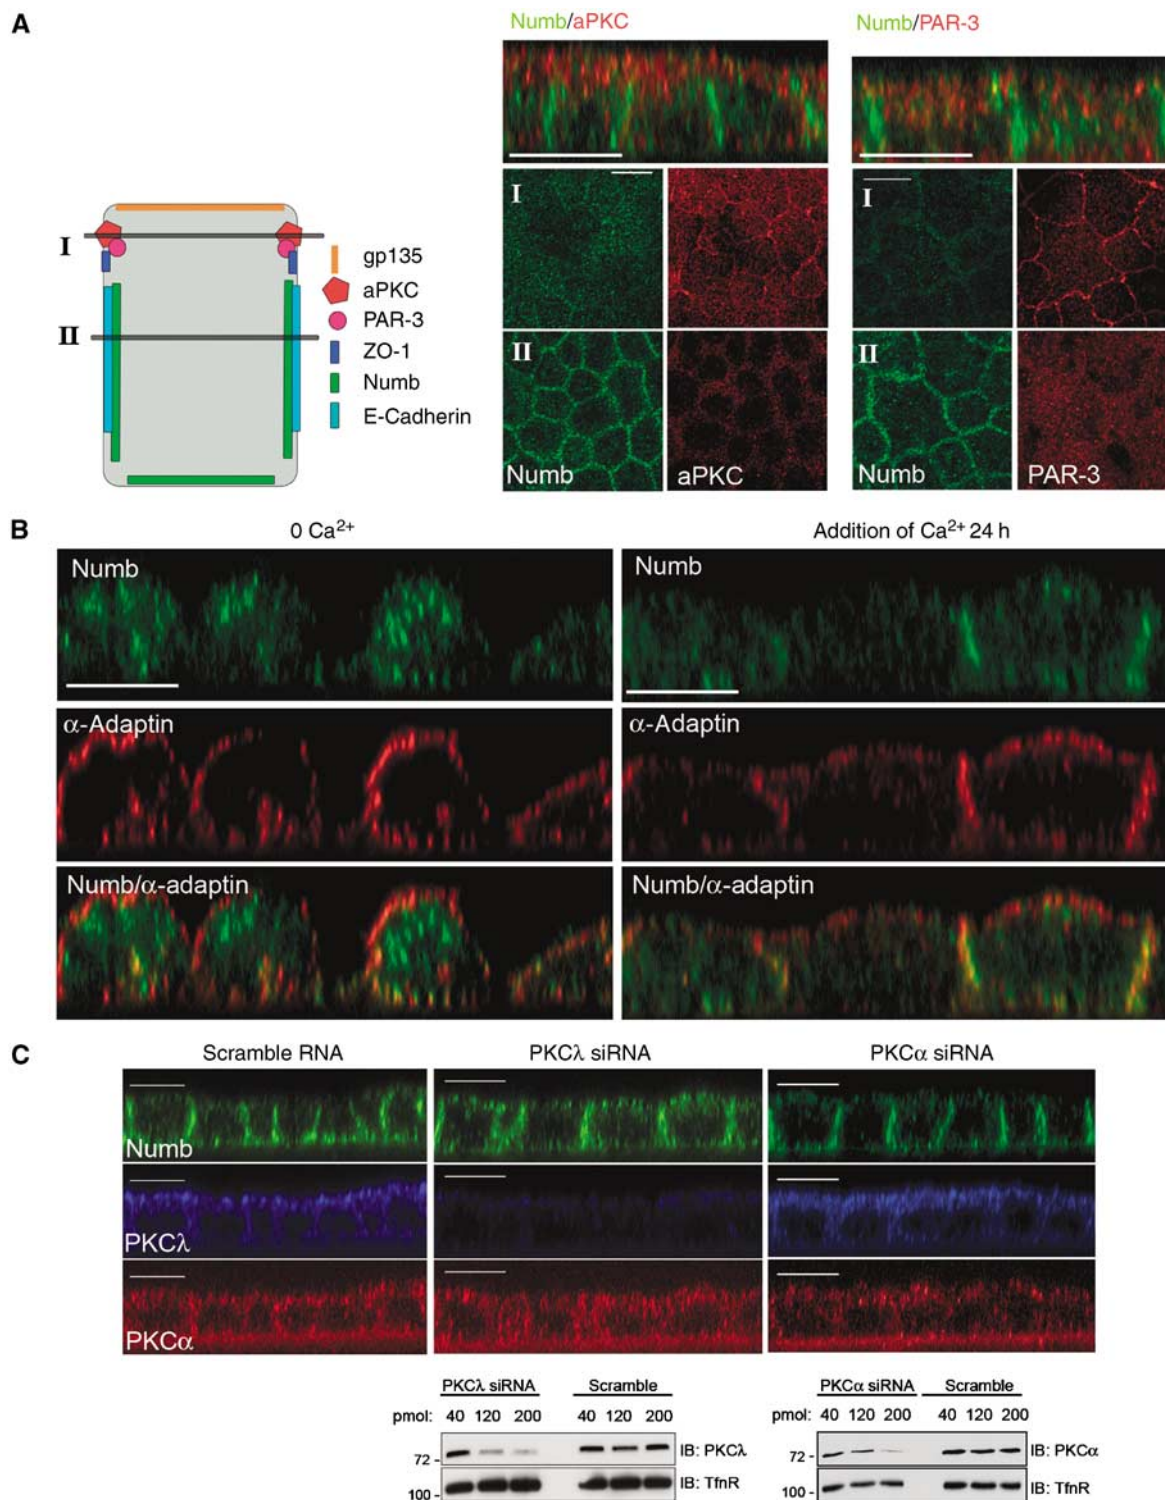 A
Numb/aPKC
Numb/PAR-3
I
II
gp135
aPKC
PAR-3
ZO-1
Numb
E-Cadherin
I
II
Numb
aPKC
I
II
Numb
PAR-3
B
0 Ca²⁺
Addition of Ca²⁺ 24 h
Numb
Numb
α-Adaptin
α-Adaptin
Numb/α-adaptin
Numb/α-adaptin
C
Scramble RNA
PKCλ siRNA
PKCα siRNA
Numb
PKCλ
PKCα
PKCλ siRNA
Scramble
pmol: 40 120 200 40 120 200
72 -
IB: PKCλ
100 -
IB: TfnR
PKCα siRNA
Scramble
pmol: 40 120 200 40 120 200
72 -
IB: PKCα
100 -
IB: TfnR